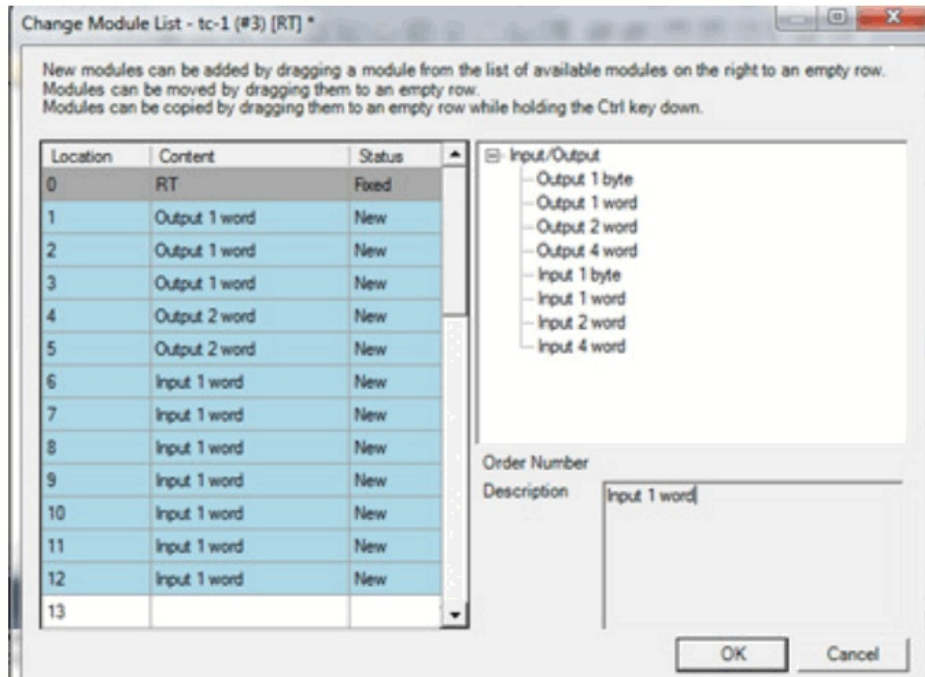 Change Module List - tc-1 (#3) [RT] *
New modules can be added by dragging a module from the list of available modules on the right to an empty row.
Modules can be moved by dragging them to an empty row.
Modules can be copied by dragging them to an empty row while holding the Ctrl key down.
Location Content Status
0 RT Fixed
1 Output 1 word New
2 Output 1 word New
3 Output 1 word New
4 Output 2 word New
5 Output 2 word New
6 Input 1 word New
7 Input 1 word New
8 Input 1 word New
9 Input 1 word New
10 Input 1 word New
11 Input 1 word New
12 Input 1 word New
13
Input/Output
Output 1 byte
Output 1 word
Output 2 word
Output 4 word
Input 1 byte
Input 1 word
Input 2 word
Input 4 word
Order Number
Description Input 1 word
OK Cancel